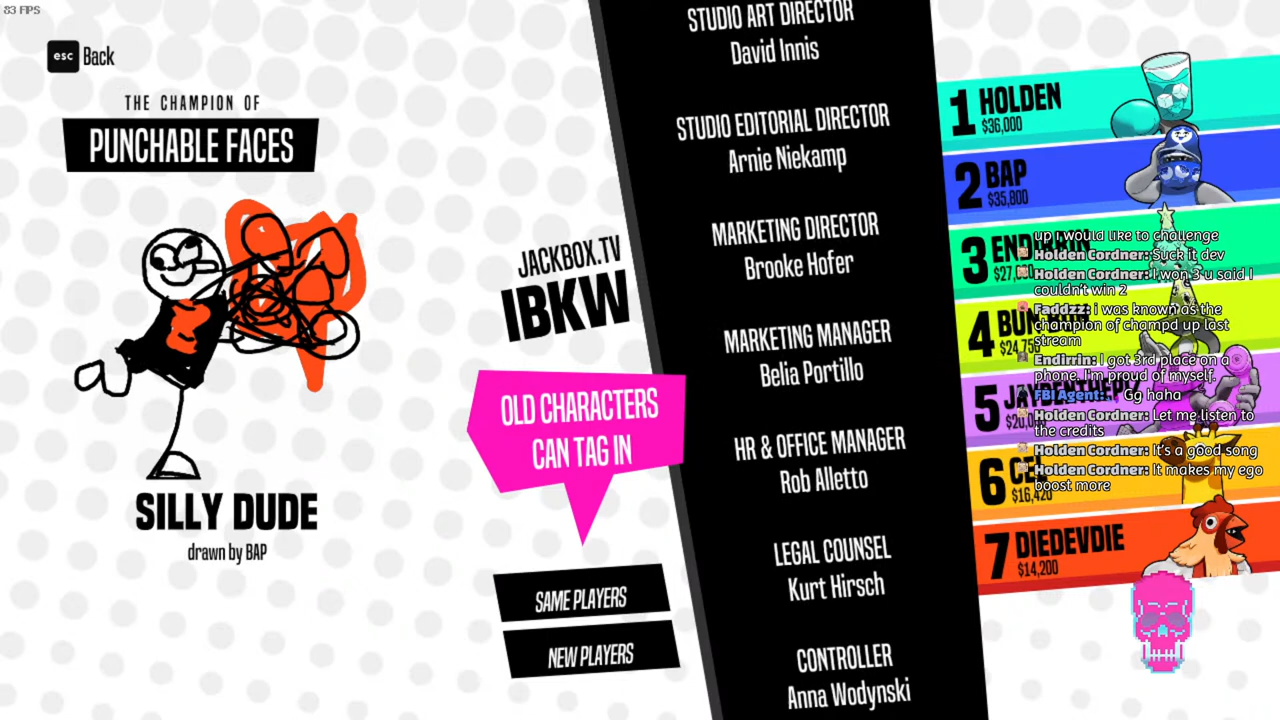 83 FPS
esc Back
THE CHAMPION OF
PUNCHABLE FACES
SILLY DUDE
drawn by BAP
JACKBOX.TV
IBKW
OLD CHARACTERS
CAN TAG IN
SAME PLAYERS
NEW PLAYERS
STUDIO ART DIRECTOR
David Innis
STUDIO EDITORIAL DIRECTOR
Arnie Niekamp
MARKETING DIRECTOR
Brooke Hofer
MARKETING MANAGER
Belia Portillo
HR & OFFICE MANAGER
Rob Alletto
LEGAL COUNSEL
Kurt Hirsch
CONTROLLER
Anna Wodynski
1 HOLDEN
$36,000
2 BAP
$35,800
3 ENDIRRIN
4
$24,750
5
6
$16,420
7 DIEDEVDIE
$14,200
up i would like to challenge
Holden Cordner: Suck it dev
Holden Cordner: I won 3 u said I
couldn't win 2
Faddzz: i was known as the
champion of champd up last
stream
Endirrin: I got 3rd place on a
phone. I'm proud of myself.
FBI Agent: Gg haha
Holden Cordner: Let me listen to
the credits
Holden Cordner: It's a good song
Holden Cordner: It makes my ego
boost more